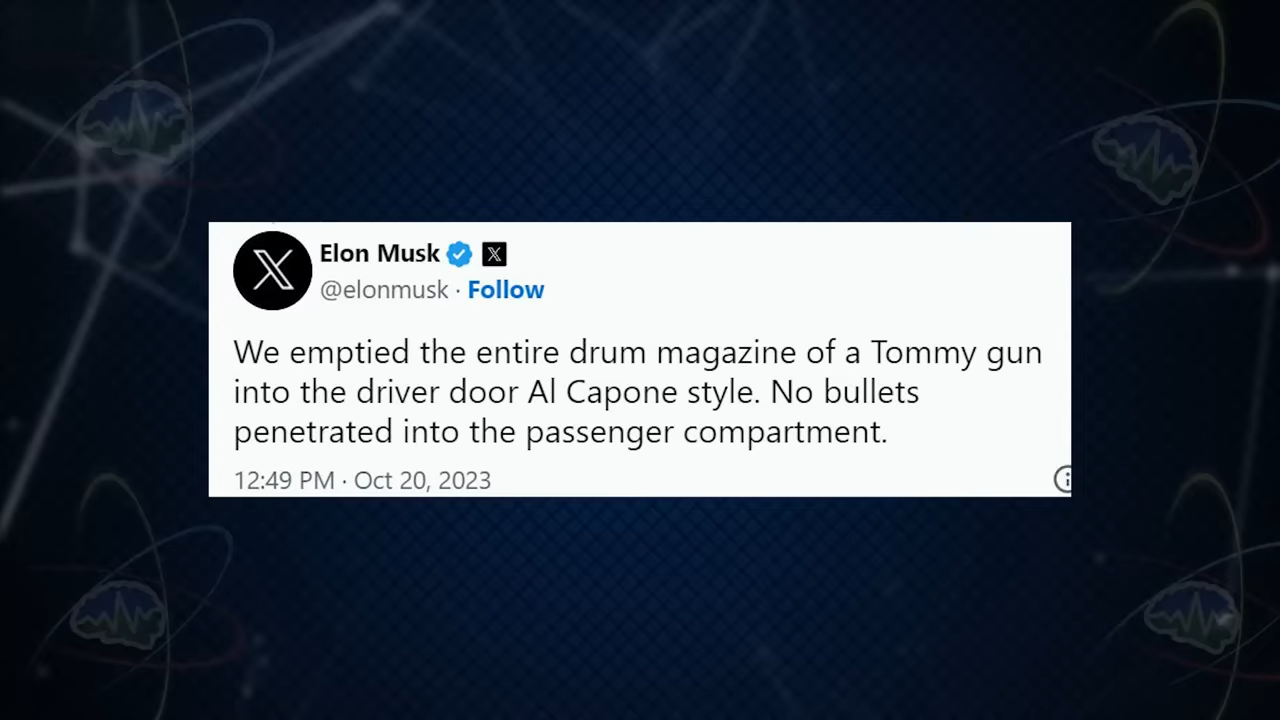 Elon Musk
@elonmusk · Follow
We emptied the entire drum magazine of a Tommy gun
into the driver door Al Capone style. No bullets
penetrated into the passenger compartment.
12:49 PM · Oct 20, 2023